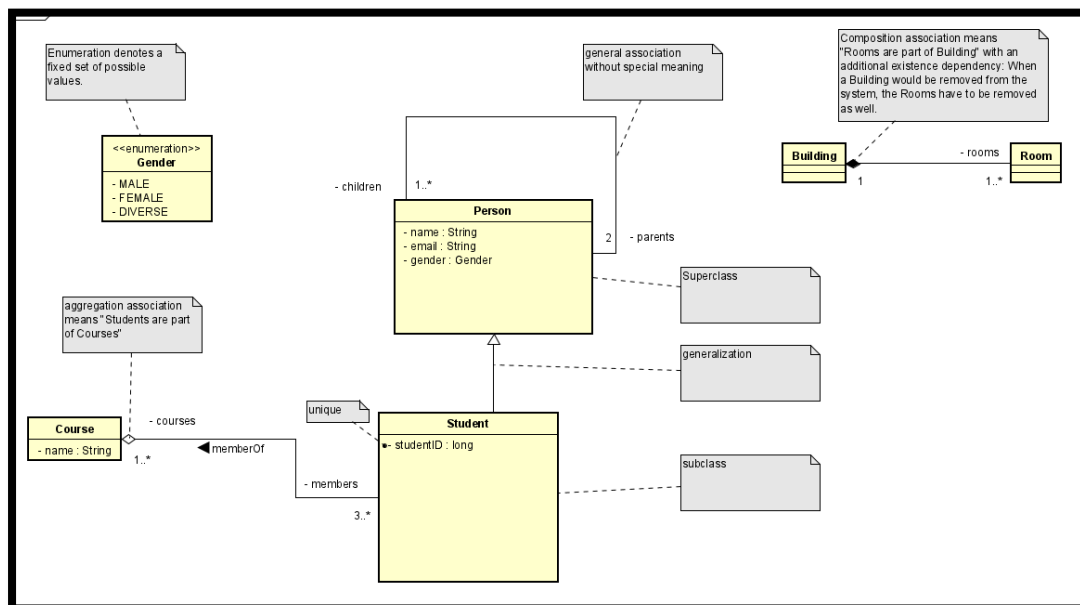 Enumeration denotes a
fixed set of possible
values.
general association
without special meaning
Composition association means
"Rooms are part of Building" with an
additional existence dependency: When
a Building would be removed from the
system, the Rooms have to be removed
as well.
<<enumeration>>
Gender
- MALE
- FEMALE
- DIVERSE
Building
1
- rooms
1..*
Room
- children
1..*
Person
- name : String
- email : String
- gender : Gender
2
- parents
Superclass
aggregation association
means "Students are part
of Courses"
generalization
unique
Course
- name : String
- courses
1..*
memberOf
- members
3..*
Student
- studentID : long
subclass